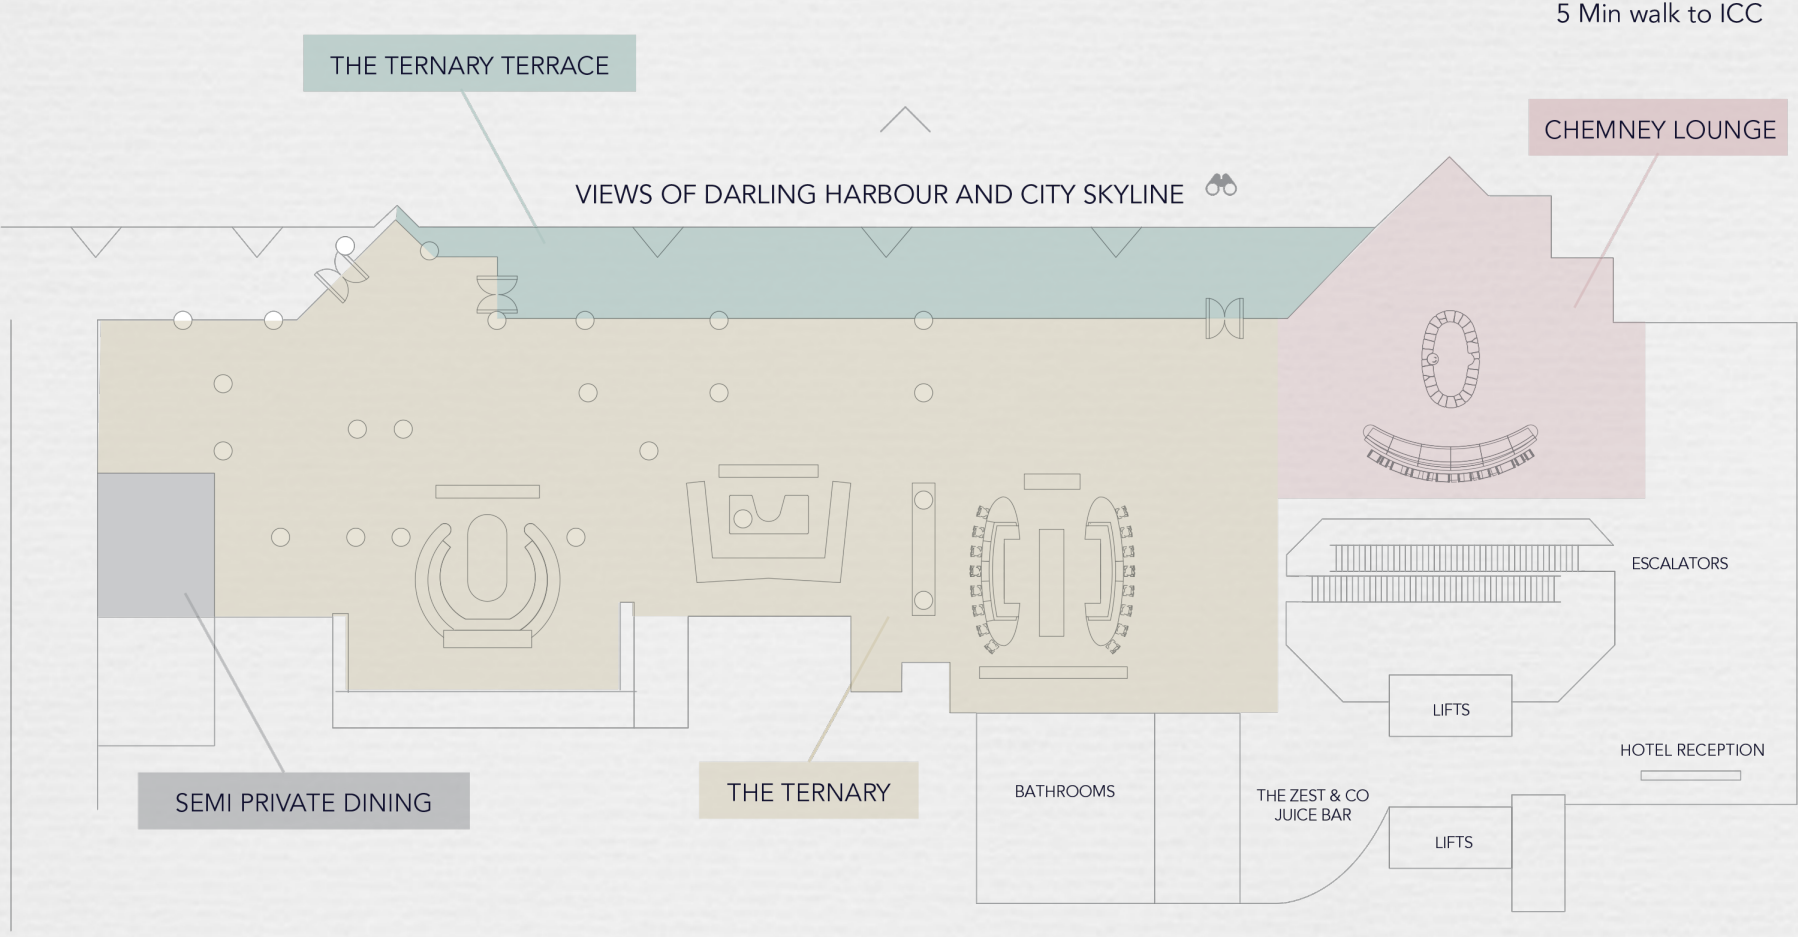 5 Min walk to ICC
THE TERNARY TERRACE
CHEMNEY LOUNGE
VIEWS OF DARLING HARBOUR AND CITY SKYLINE
ESCALATORS
LIFTS
HOTEL RECEPTION
SEMI PRIVATE DINING
THE TERNARY
BATHROOMS
THE ZEST & CO
JUICE BAR
LIFTS